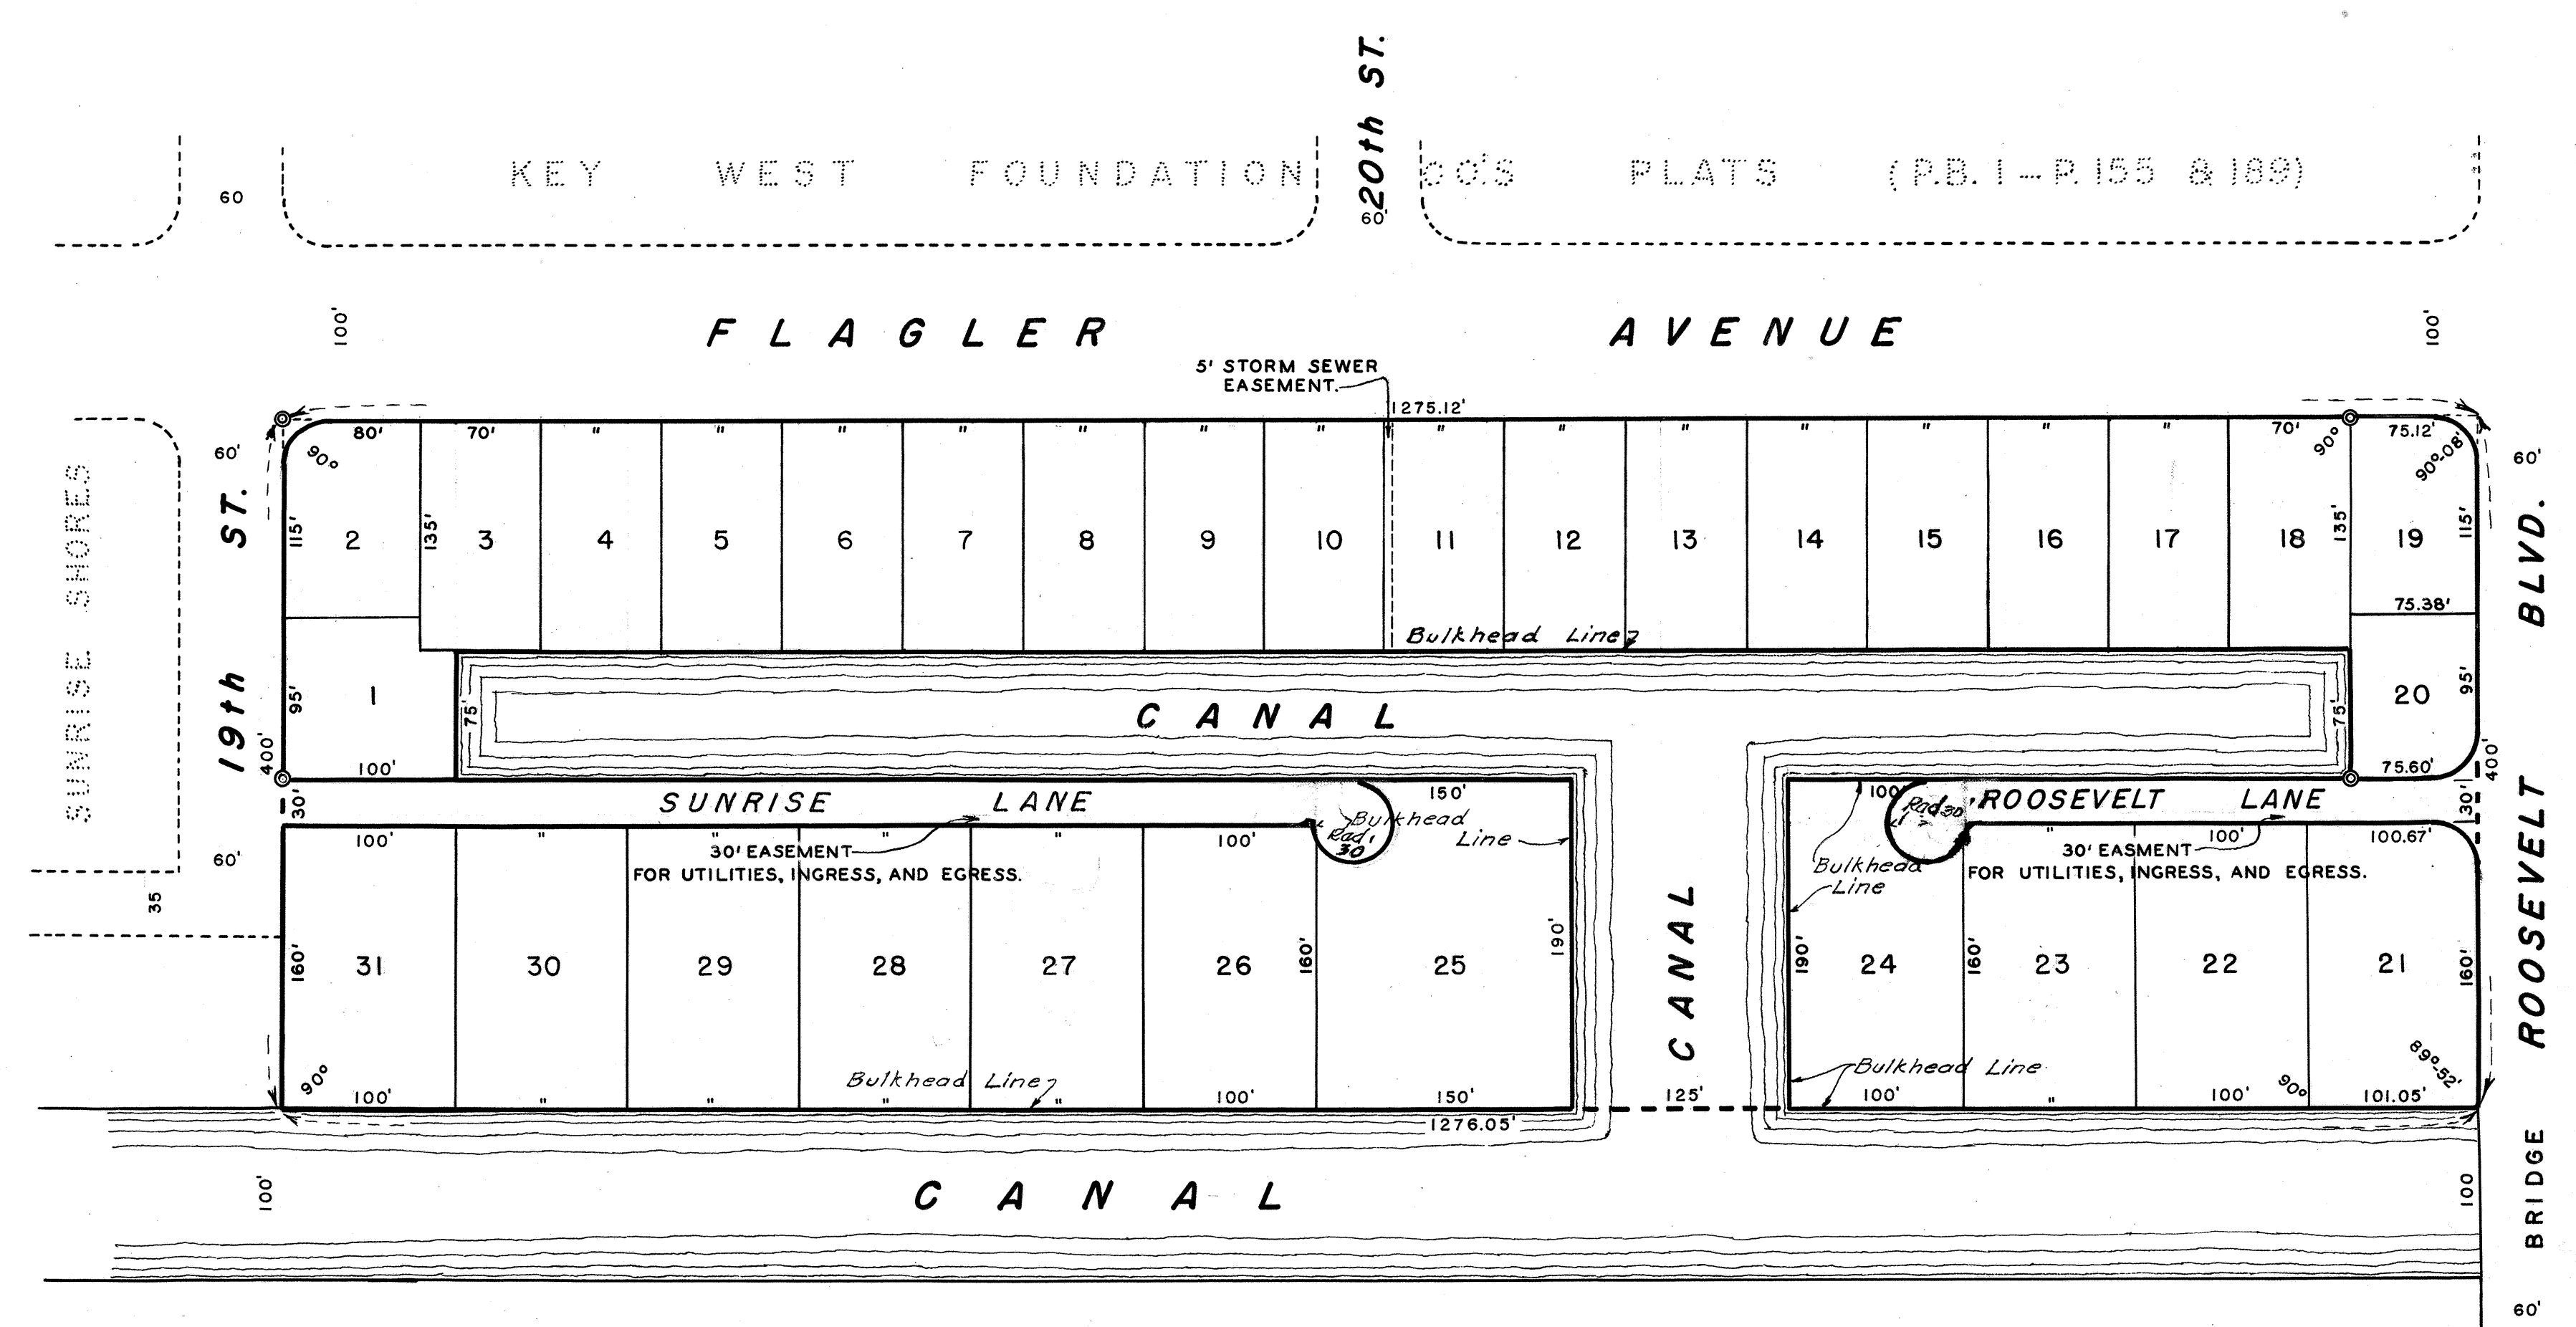 20th ST.
KEY WEST FOUNDATION CO'S PLATS (P.B. 1 - P. 155 & 189)
60
60'
100'
FLAGLER AVENUE
100'
5' STORM SEWER
EASEMENT.
1275.12'
80' 70' " " " " " " " " " " " " " " 70' 75.12'
90°
90°
90°-08'
60'
60'
SUNRISE SHORES
19th ST.
ROOSEVELT BLVD.
115' 135' 135' 115'
2 3 4 5 6 7 8 9 10 11 12 13 14 15 16 17 18 19
75.38'
Bulkhead Line
95' 1 75' 75' 20 95'
CANAL
400'
400'
100' 75.60'
30' SUNRISE LANE 150' 100' Rad. 30' ROOSEVELT LANE 30'
Bulkhead
Line
Rad.
30'
100' " " " " 100' " 100' 100.67'
30' EASEMENT
FOR UTILITIES, INGRESS, AND EGRESS.
30' EASMENT
FOR UTILITIES, INGRESS, AND EGRESS.
Bulkhead
Line
60'
35
160' 160' 190' 190' 160' 160'
31 30 29 28 27 26 25 24 23 22 21
CANAL
90°
Bulkhead Line
Bulkhead Line
90°
89°-52'
100' " " " " 100' 150' 125' 100' " 100' 101.05'
1276.05'
100'
CANAL
100
BRIDGE
60'